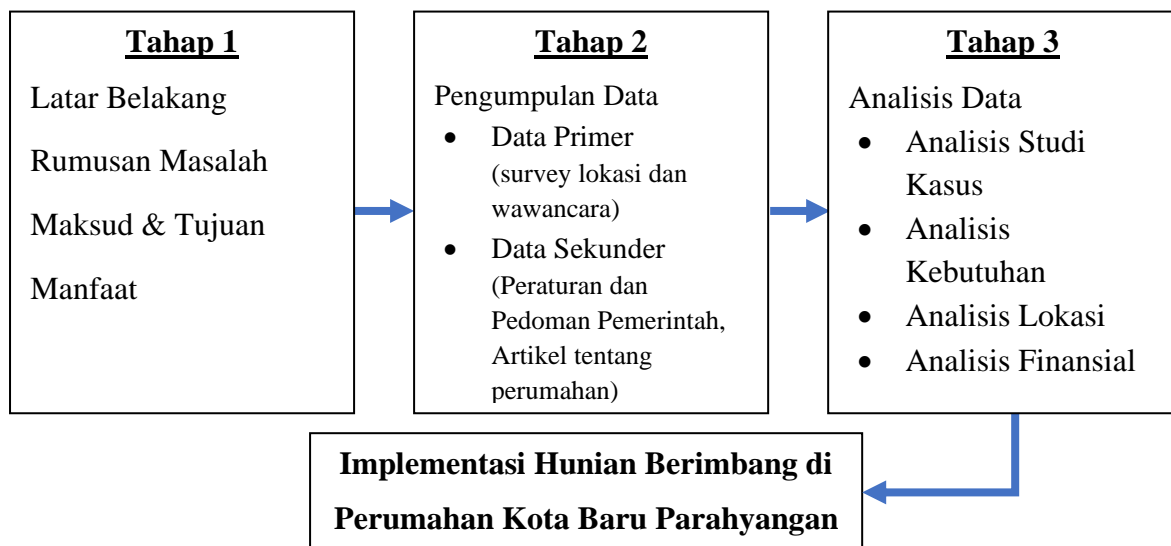 Tahap 1
Latar Belakang
Rumusan Masalah
Maksud & Tujuan
Manfaat
Tahap 2
Pengumpulan Data
• Data Primer
(survey lokasi dan
wawancara)
• Data Sekunder
(Peraturan dan
Pedoman Pemerintah,
Artikel tentang
perumahan)
Tahap 3
Analisis Data
• Analisis Studi
Kasus
• Analisis
Kebutuhan
• Analisis Lokasi
• Analisis Finansial
Implementasi Hunian Berimbang di
Perumahan Kota Baru Parahyangan